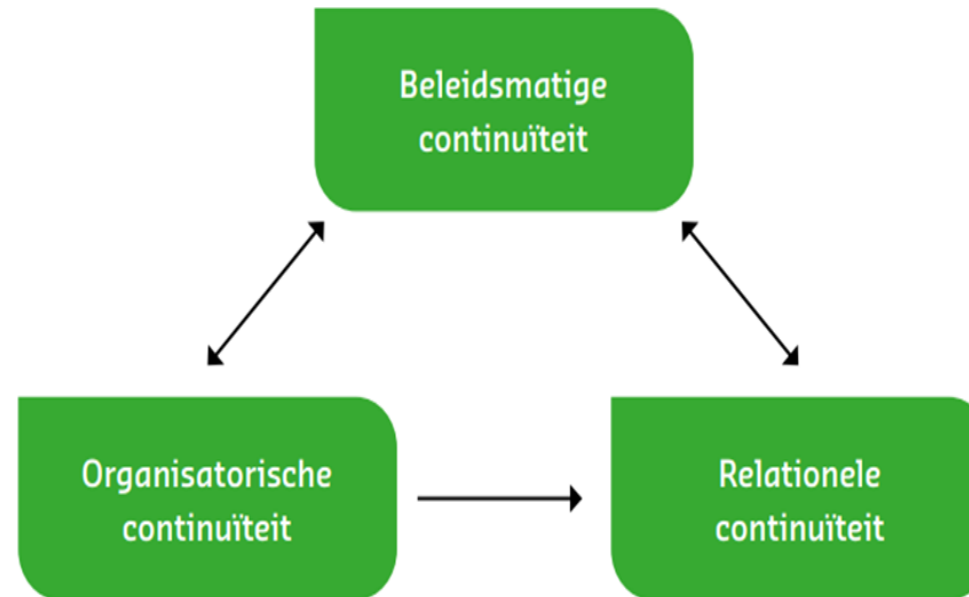 Beleidsmatige
continuïteit
Organisatorische
continuïteit
Relationele
continuïteit